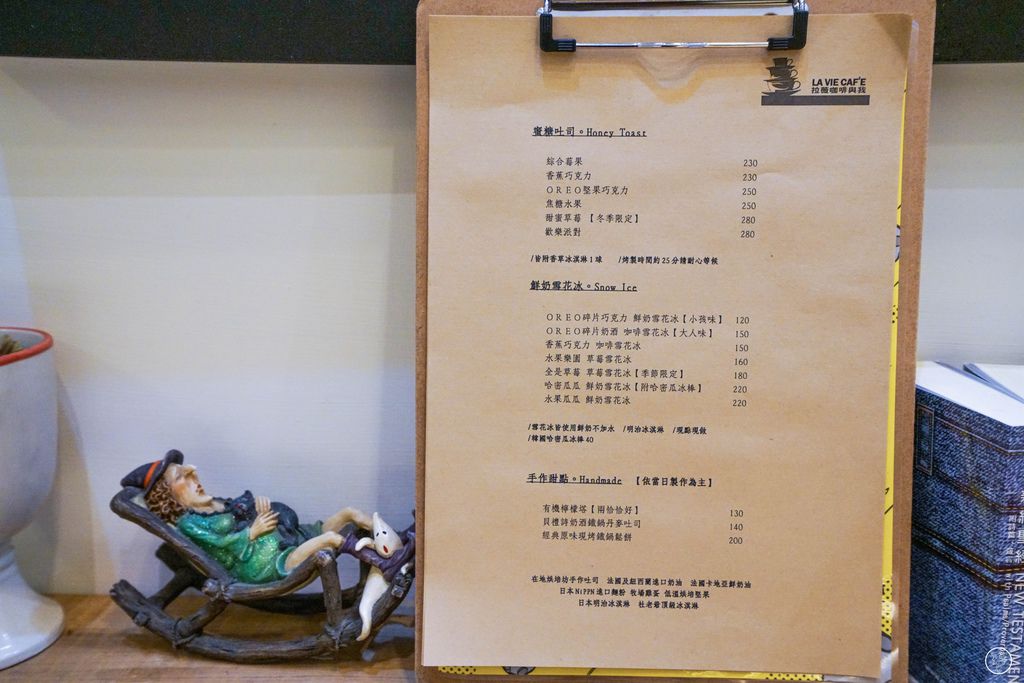 LA VIE CAF'E
拉薇咖啡與我
蜜糖吐司。Honey Toast
綜合莓果 230
香蕉巧克力 230
OREO堅果巧克力 250
焦糖水果 250
甜蜜草莓 【冬季限定】 280
歡樂派對 280
/皆附香草冰淇淋1球 /烤製時間約25分請耐心等候
鮮奶雪花冰。Snow Ice
OREO碎片巧克力 鮮奶雪花冰【小孩味】 120
OREO碎片奶酒 咖啡雪花冰【大人味】 150
香蕉巧克力 咖啡雪花冰 150
水果樂園 草莓雪花冰 160
全是草莓 草莓雪花冰【季節限定】 180
哈密瓜瓜 鮮奶雪花冰【附哈密瓜冰棒】 220
水果瓜瓜 鮮奶雪花冰 220
/雪花冰皆使用鮮奶不加水 /明治冰淇淋 /現點現做
/韓國哈密瓜冰棒40
手作甜點。Handmade 【依當日製作為主】
有機檸檬塔【兩恰恰好】 130
貝禮詩奶酒鐵鍋丹麥吐司 140
經典原味現烤鐵鍋鬆餅 200
在地烘培坊手作吐司 法國及紐西蘭進口奶油 法國卡地亞鮮奶油
日本NIPPN進口麵粉 牧場雞蛋 低溫烘培堅果
日本明治冰淇淋 杜老爺頂級冰淇淋
NEW TESTAMEN